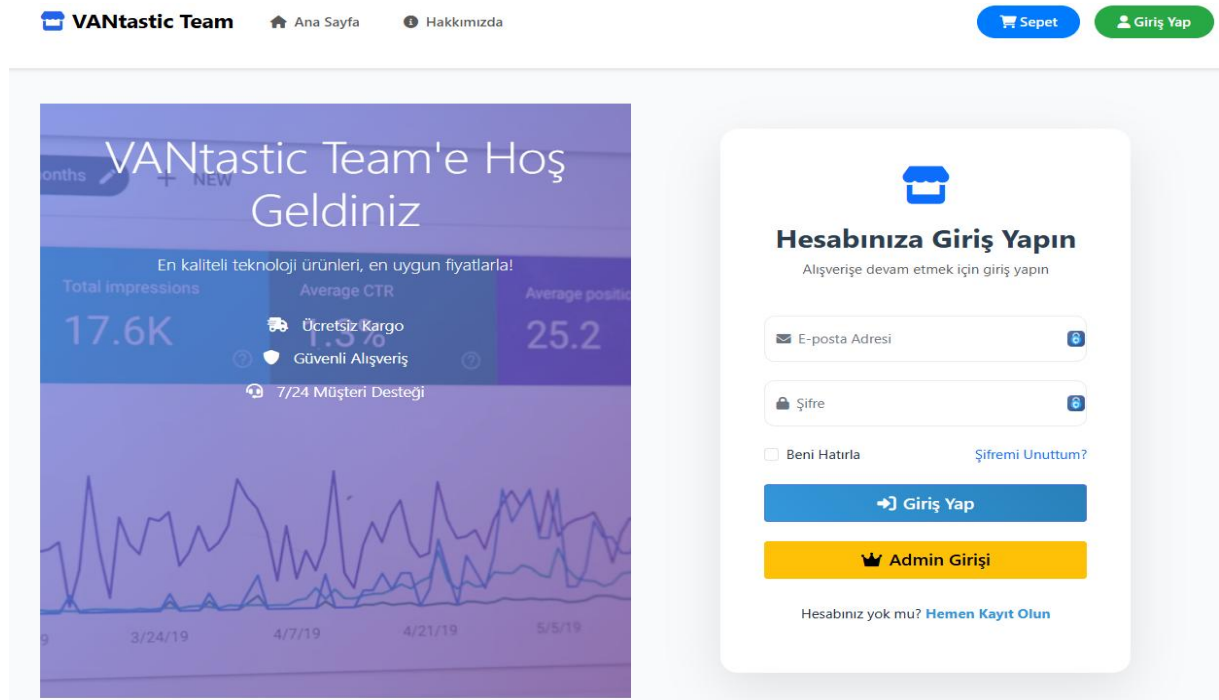 VANtastic Team
Ana Sayfa
Hakkımızda
Sepet
Giriş Yap
VANtastic Team'e Hoş
Geldiniz
En kaliteli teknoloji ürünleri, en uygun fiyatlarla!
Ücretsiz Kargo
Güvenli Alışveriş
7/24 Müşteri Desteği
onths
+ NEW
Total impressions
17.6K
Average CTR
1.3%
Average positio
25.2
9
3/24/19
4/7/19
4/21/19
5/5/19
Hesabınıza Giriş Yapın
Alışverişe devam etmek için giriş yapın
E-posta Adresi
Şifre
Beni Hatırla
Şifremi Unuttum?
Giriş Yap
Admin Girişi
Hesabınız yok mu? Hemen Kayıt Olun